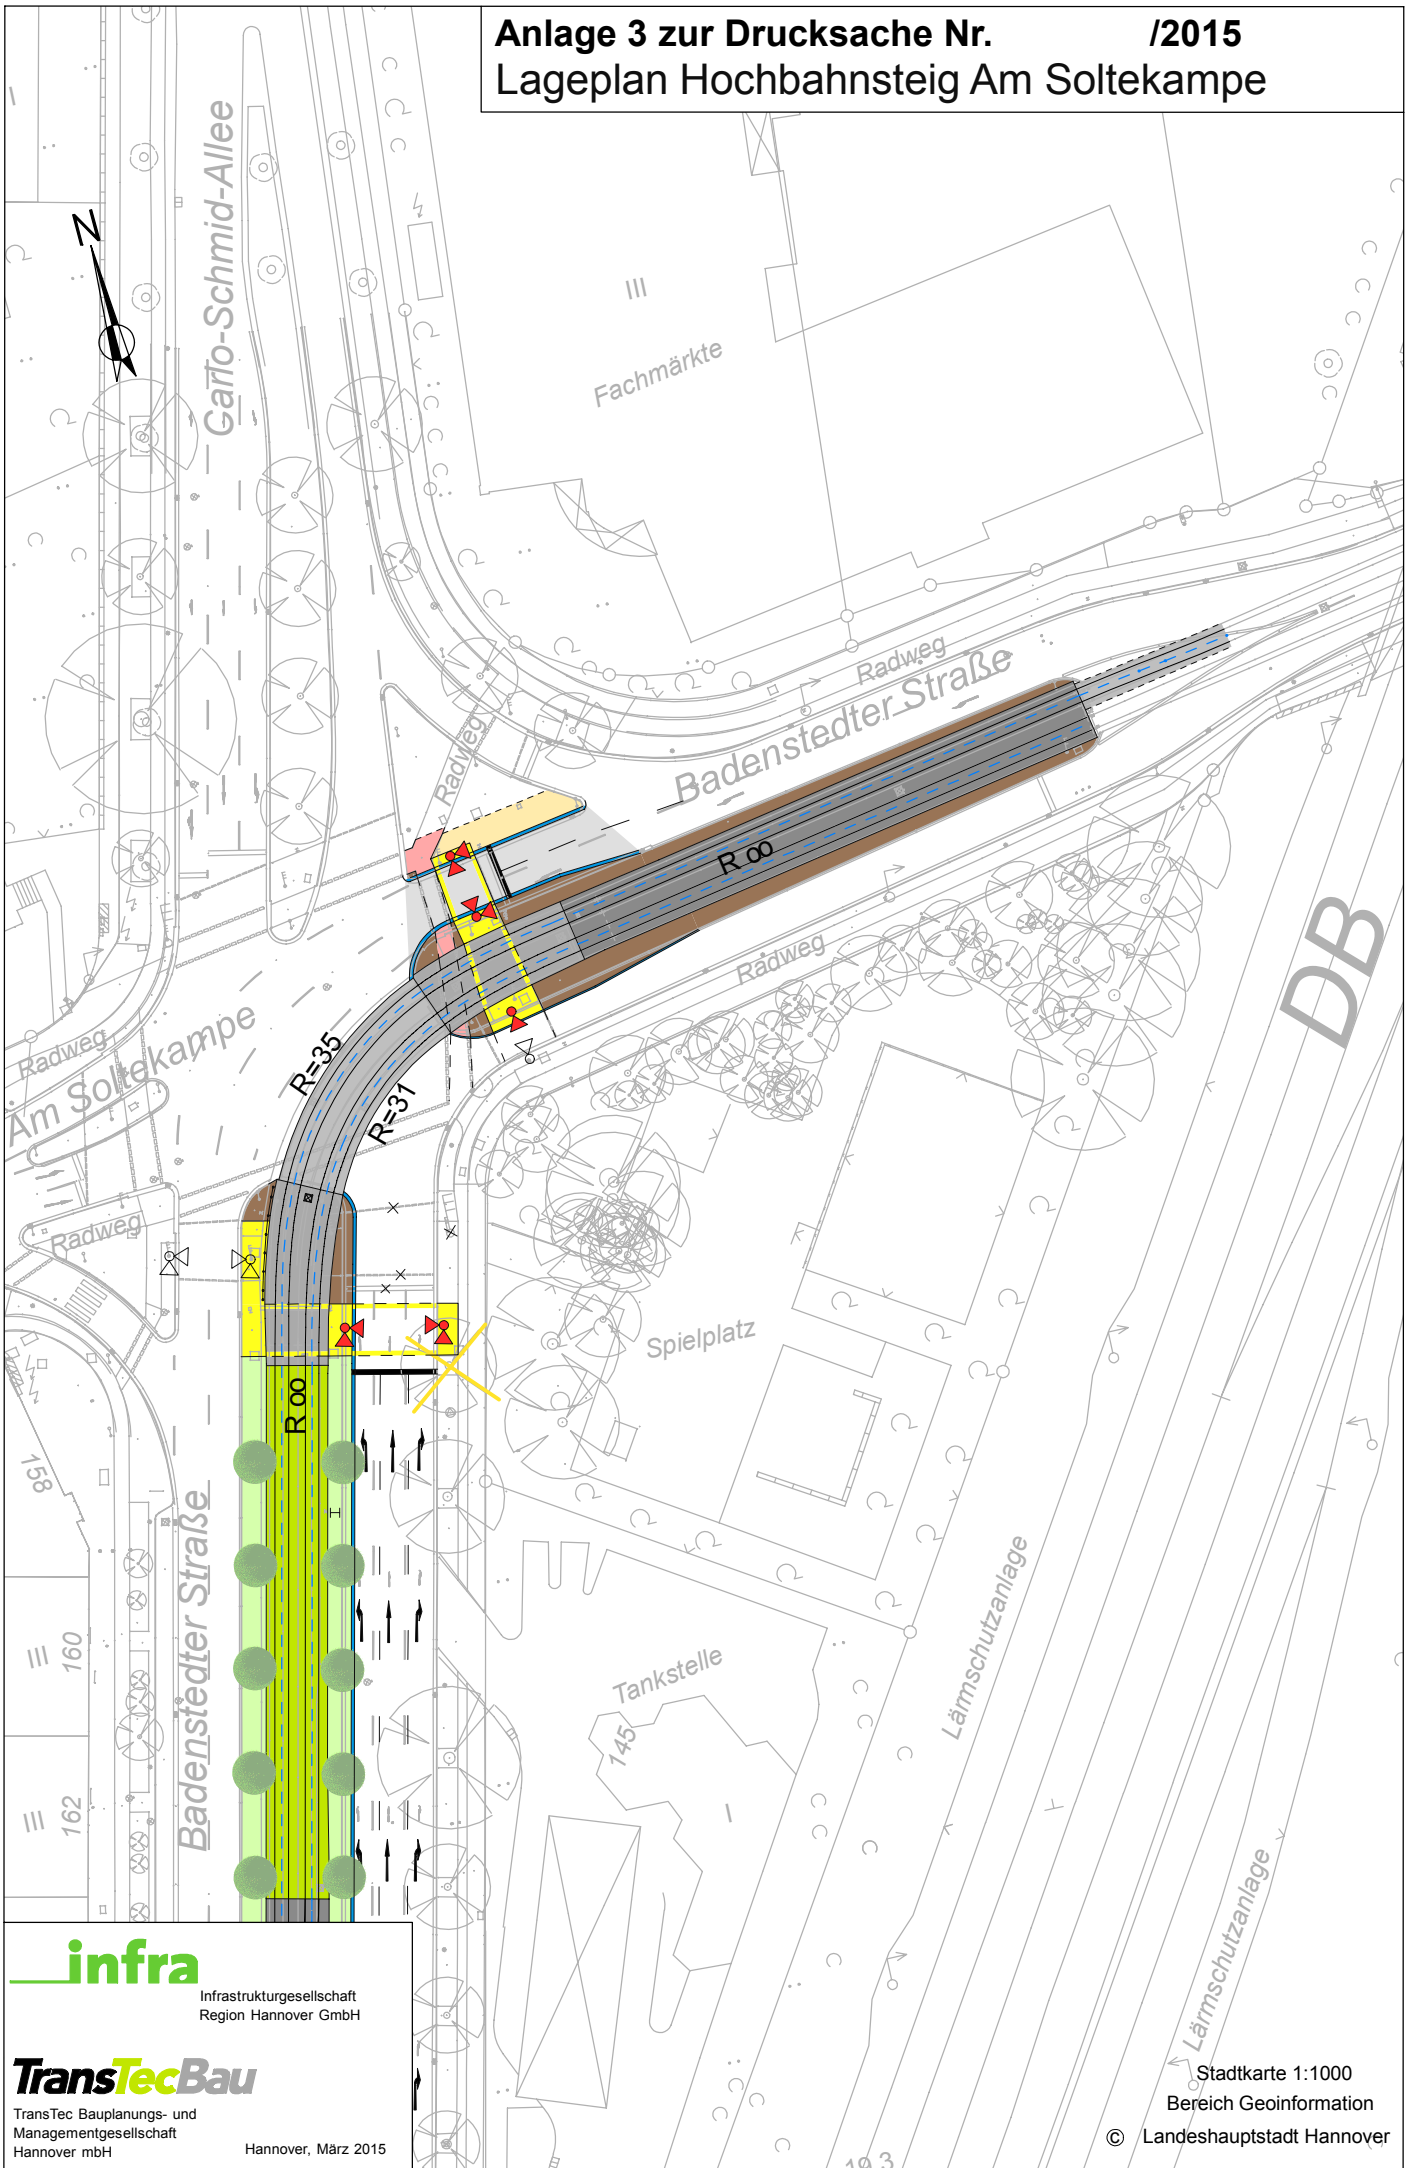 Anlage 3 zur Drucksache Nr. /2015
Lageplan Hochbahnsteig Am Soltekampe
I
Carlo-Schmid-Allee
N
III
Fachmärkte
Radweg
Badenstedter Straße
Radweg
R oo
Radweg
DB
R=35
R=31
Radweg
Am Soltekampe
Radweg
Spielplatz
R oo
158
Badenstedter Straße
III 160
III 162
Tankstelle
145
I
Lärmschutzanlage
Lärmschutzanlage
infra
Infrastrukturgesellschaft
Region Hannover GmbH
TransTecBau
TransTec Bauplanungs- und
Managementgesellschaft
Hannover mbH
Hannover, März 2015
Stadtkarte 1:1000
Bereich Geoinformation
© Landeshauptstadt Hannover